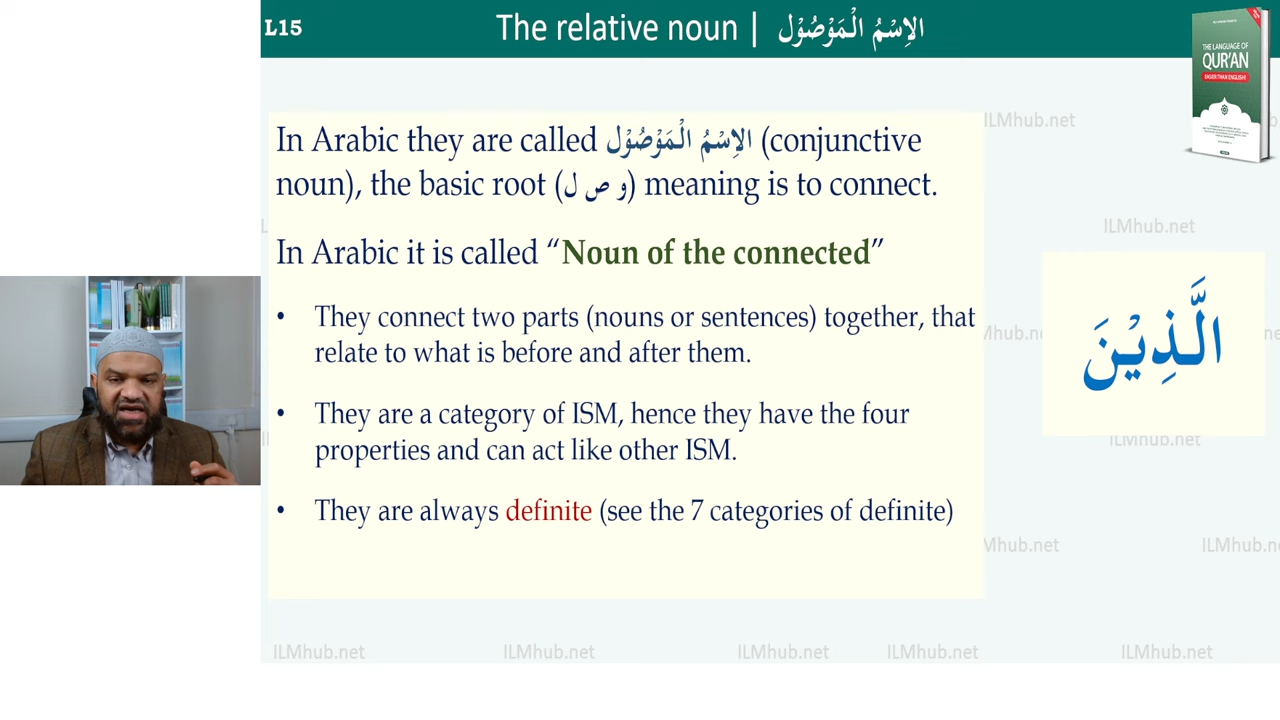 L15
The relative noun | الاِسْمُ الْمَوْصُوْل
THE LANGUAGE OF
QUR'AN
EASIER THAN ENGLISH!
In Arabic they are called الاِسْمُ الْمَوْصُوْل (conjunctive
noun), the basic root (و ص ل) meaning is to connect.
In Arabic it is called “Noun of the connected”
• They connect two parts (nouns or sentences) together, that
relate to what is before and after them.
• They are a category of ISM, hence they have the four
properties and can act like other ISM.
• They are always definite (see the 7 categories of definite)
الَّذِيْنَ
ILMhub.net
ILMhub.net
ILMhub.net
ILMhub.net
ILMhub.net
ILMhub.net
ILMhub.net
ILMhub.net
ILMhub.net